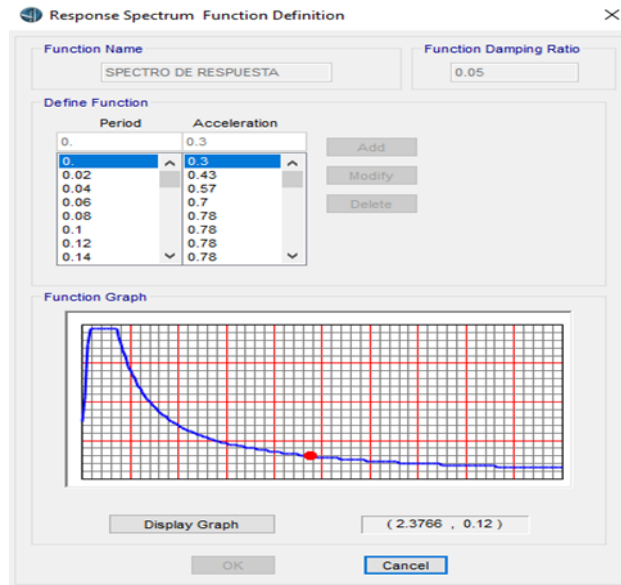 Response Spectrum Function Definition
Function Name
Function Damping Ratio
SPECTRO DE RESPUESTA
0.05
Define Function
Period Acceleration
0. 0.3
Add
0. 0.3
0.02 0.43
Modify
0.04 0.57
0.06 0.7
Delete
0.08 0.78
0.1 0.78
0.12 0.78
0.14 0.78
Function Graph
Display Graph
( 2.3766 , 0.12 )
OK
Cancel